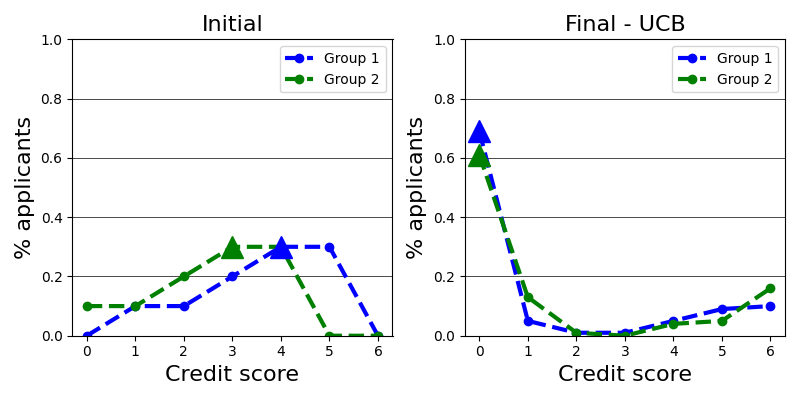 Initial
1.0
0.8
0.6
0.4
0.2
0.0
% applicants
Group 1
Group 2
0 1 2 3 4 5 6
Credit score
Final - UCB
1.0
0.8
0.6
0.4
0.2
0.0
% applicants
Group 1
Group 2
0 1 2 3 4 5 6
Credit score